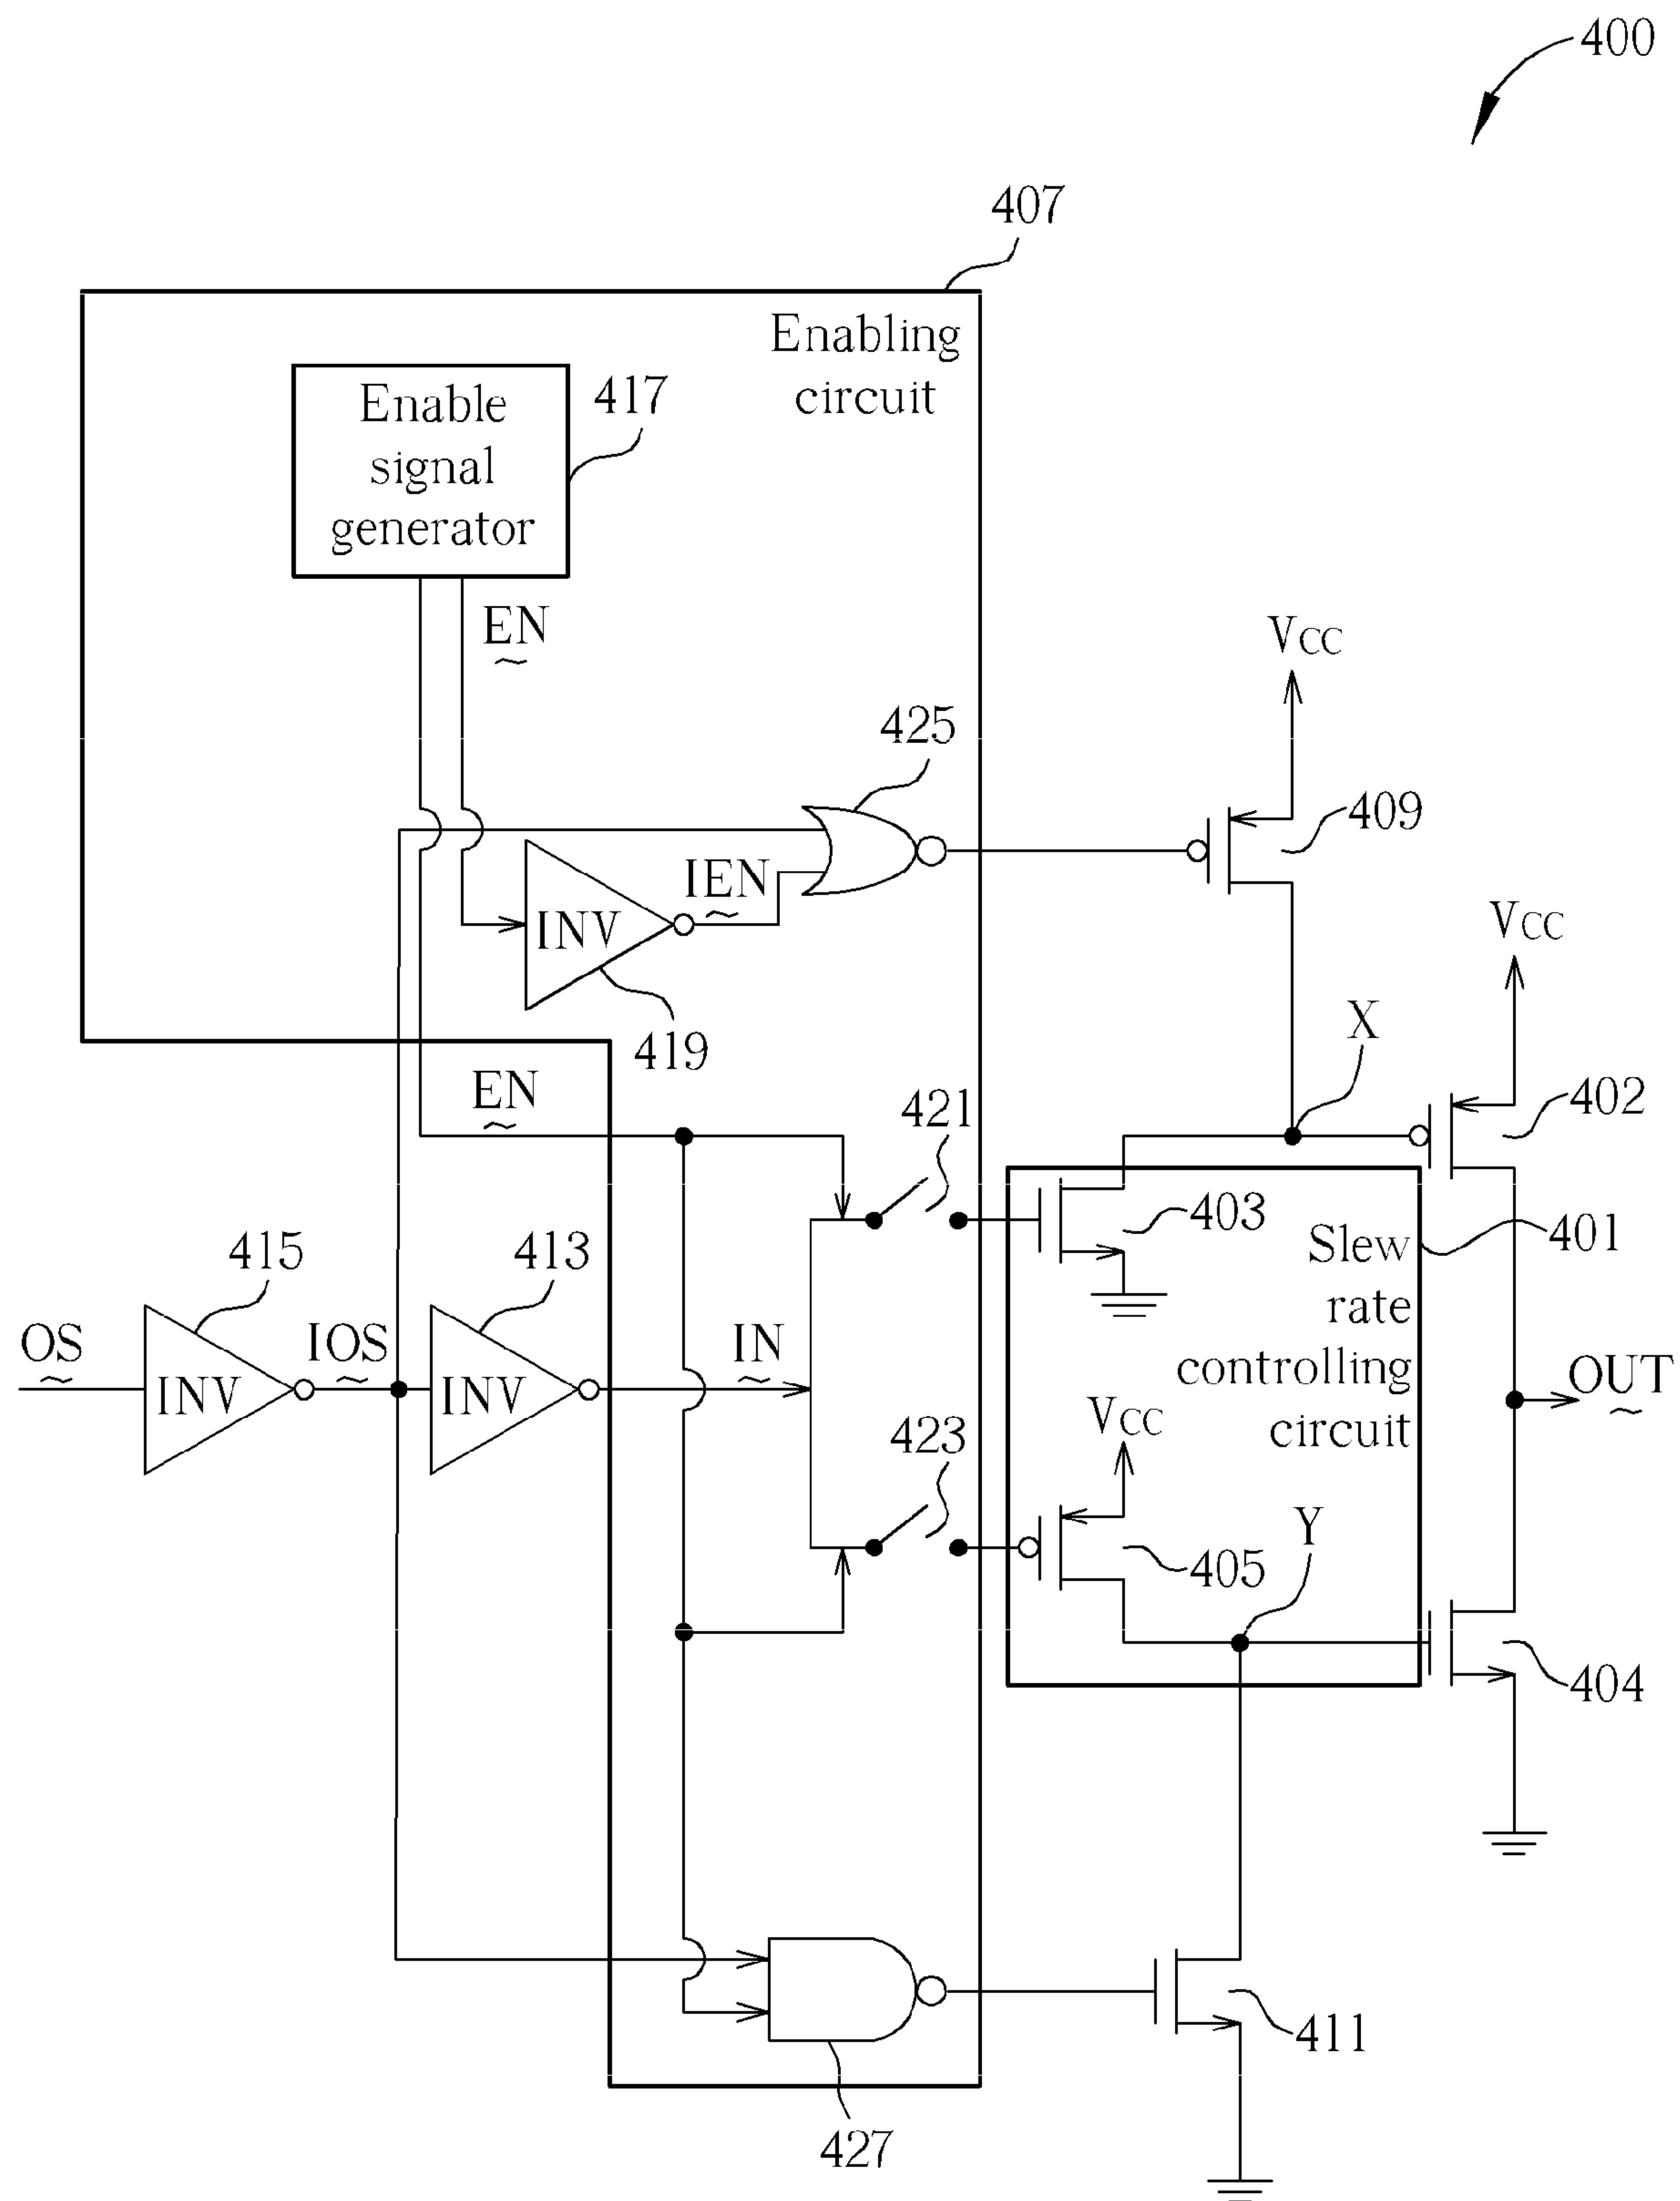 400
407
Enabling
circuit
Enable
signal
generator
417
EN
VCC
425
409
IEN
INV
VCC
419
X
EN
421
402
403
401
Slew
rate
controlling
circuit
415
413
OS
IOS
IN
INV
INV
OUT
VCC
423
Y
405
404
411
427